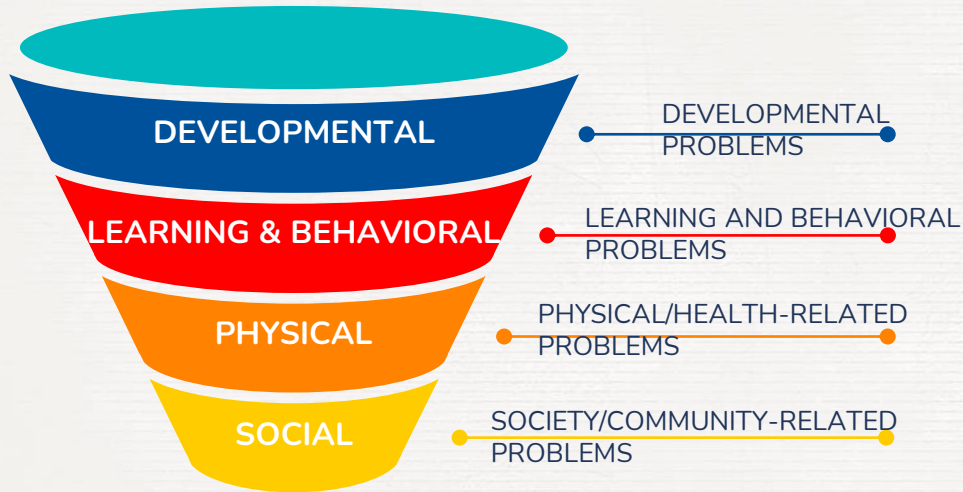 DEVELOPMENTAL
DEVELOPMENTAL
PROBLEMS
LEARNING & BEHAVIORAL
LEARNING AND BEHAVIORAL
PROBLEMS
PHYSICAL
PHYSICAL/HEALTH-RELATED
PROBLEMS
SOCIAL
SOCIETY/COMMUNITY-RELATED
PROBLEMS